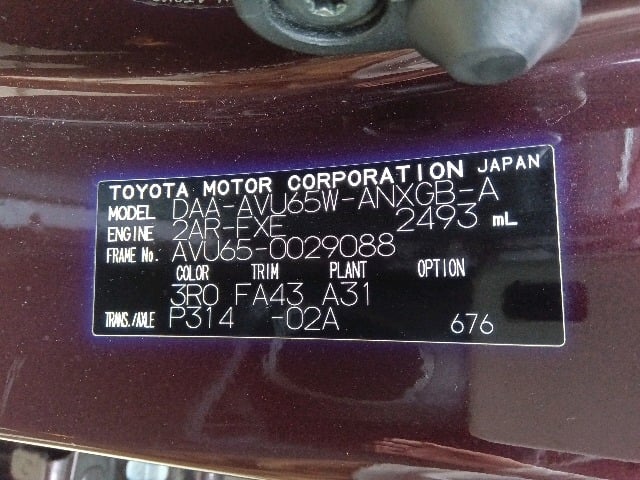 TOYOTA MOTOR CORPORATION JAPAN
MODEL DAA-AVU65W-ANXGB-A
ENGINE 2AR-FXE 2493 mL
FRAME No. AVU65-0029088
COLOR TRIM PLANT OPTION
3R0 FA43 A31
TRANS./AXLE P314 -02A 676